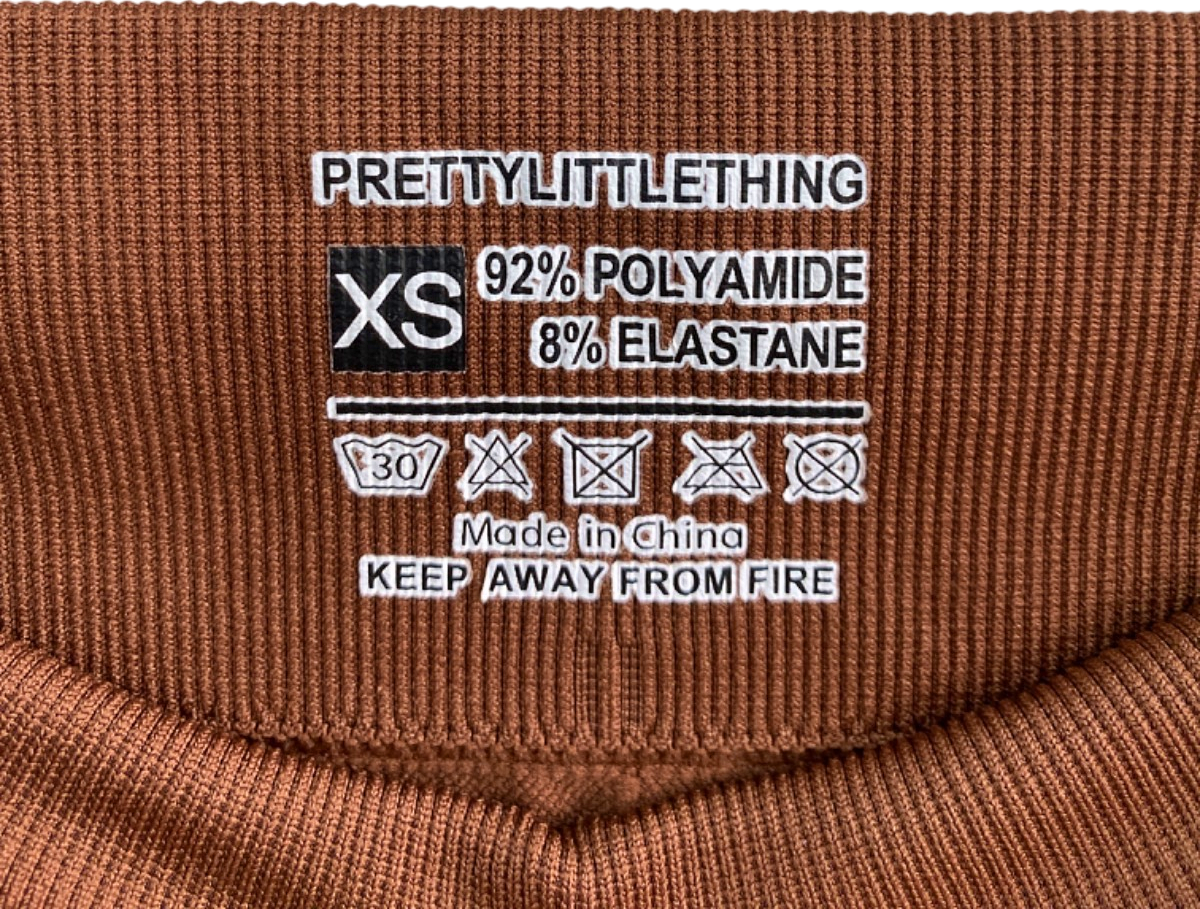 PRETTYLITTLETHING
XS
92% POLYAMIDE
8% ELASTANE
30
Made in China
KEEP AWAY FROM FIRE